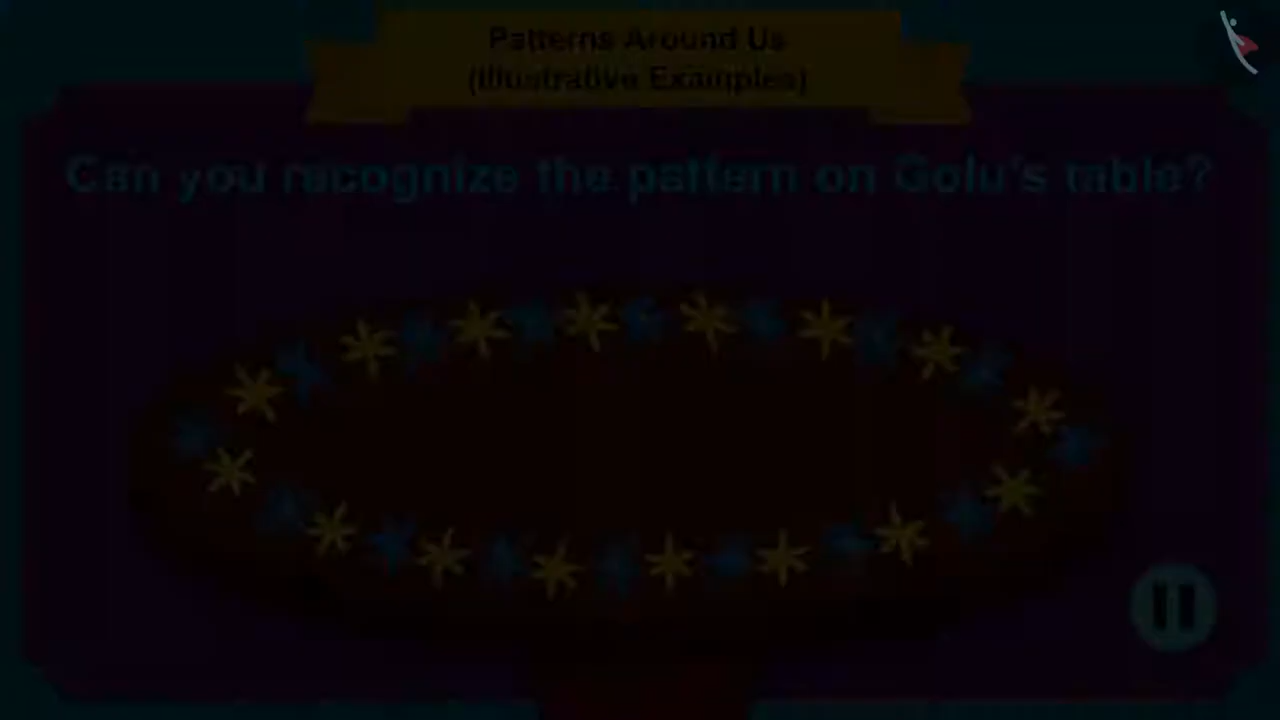 Patterns Around Us
(Illustrative Examples)
Can you recognize the pattern on Golu's table?